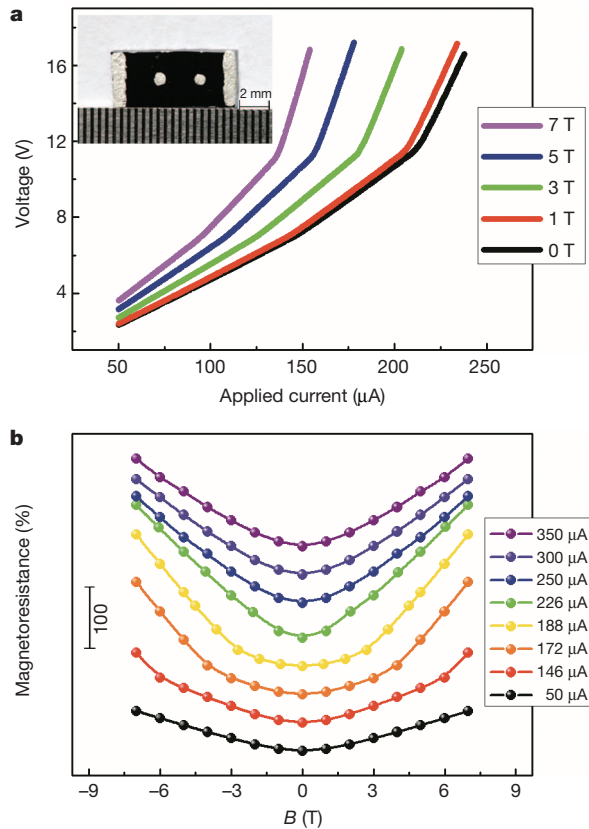 a
2 mm
16
12
8
4
Voltage (V)
7 T
5 T
3 T
1 T
0 T
50
100
150
200
250
Applied current (μA)
b
Magnetoresistance (%)
100
350 μA
300 μA
250 μA
226 μA
188 μA
172 μA
146 μA
50 μA
–9
–6
–3
0
3
6
9
B (T)